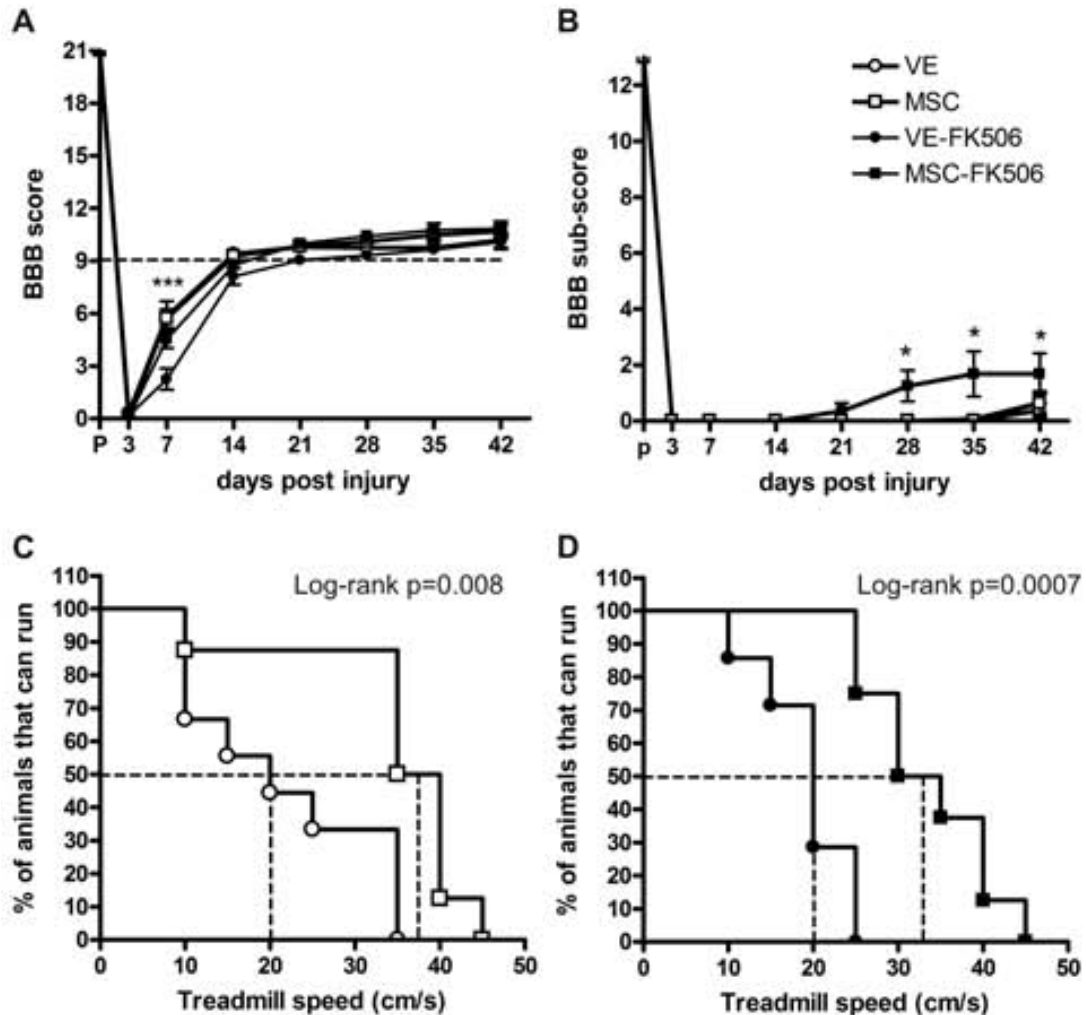 A
BBB score
21
18
15
12
9
6
3
0
***
P 3 7 14 21 28 35 42
days post injury
B
BBB sub-score
12
10
8
6
4
2
0
VE
MSC
VE-FK506
MSC-FK506
* * *
p 3 7 14 21 28 35 42
days post injury
C
Log-rank p=0.008
% of animals that can run
110
100
90
80
70
60
50
40
30
20
10
0
0 10 20 30 40 50
Treadmill speed (cm/s)
D
Log-rank p=0.0007
% of animals that can run
110
100
90
80
70
60
50
40
30
20
10
0
0 10 20 30 40 50
Treadmill speed (cm/s)